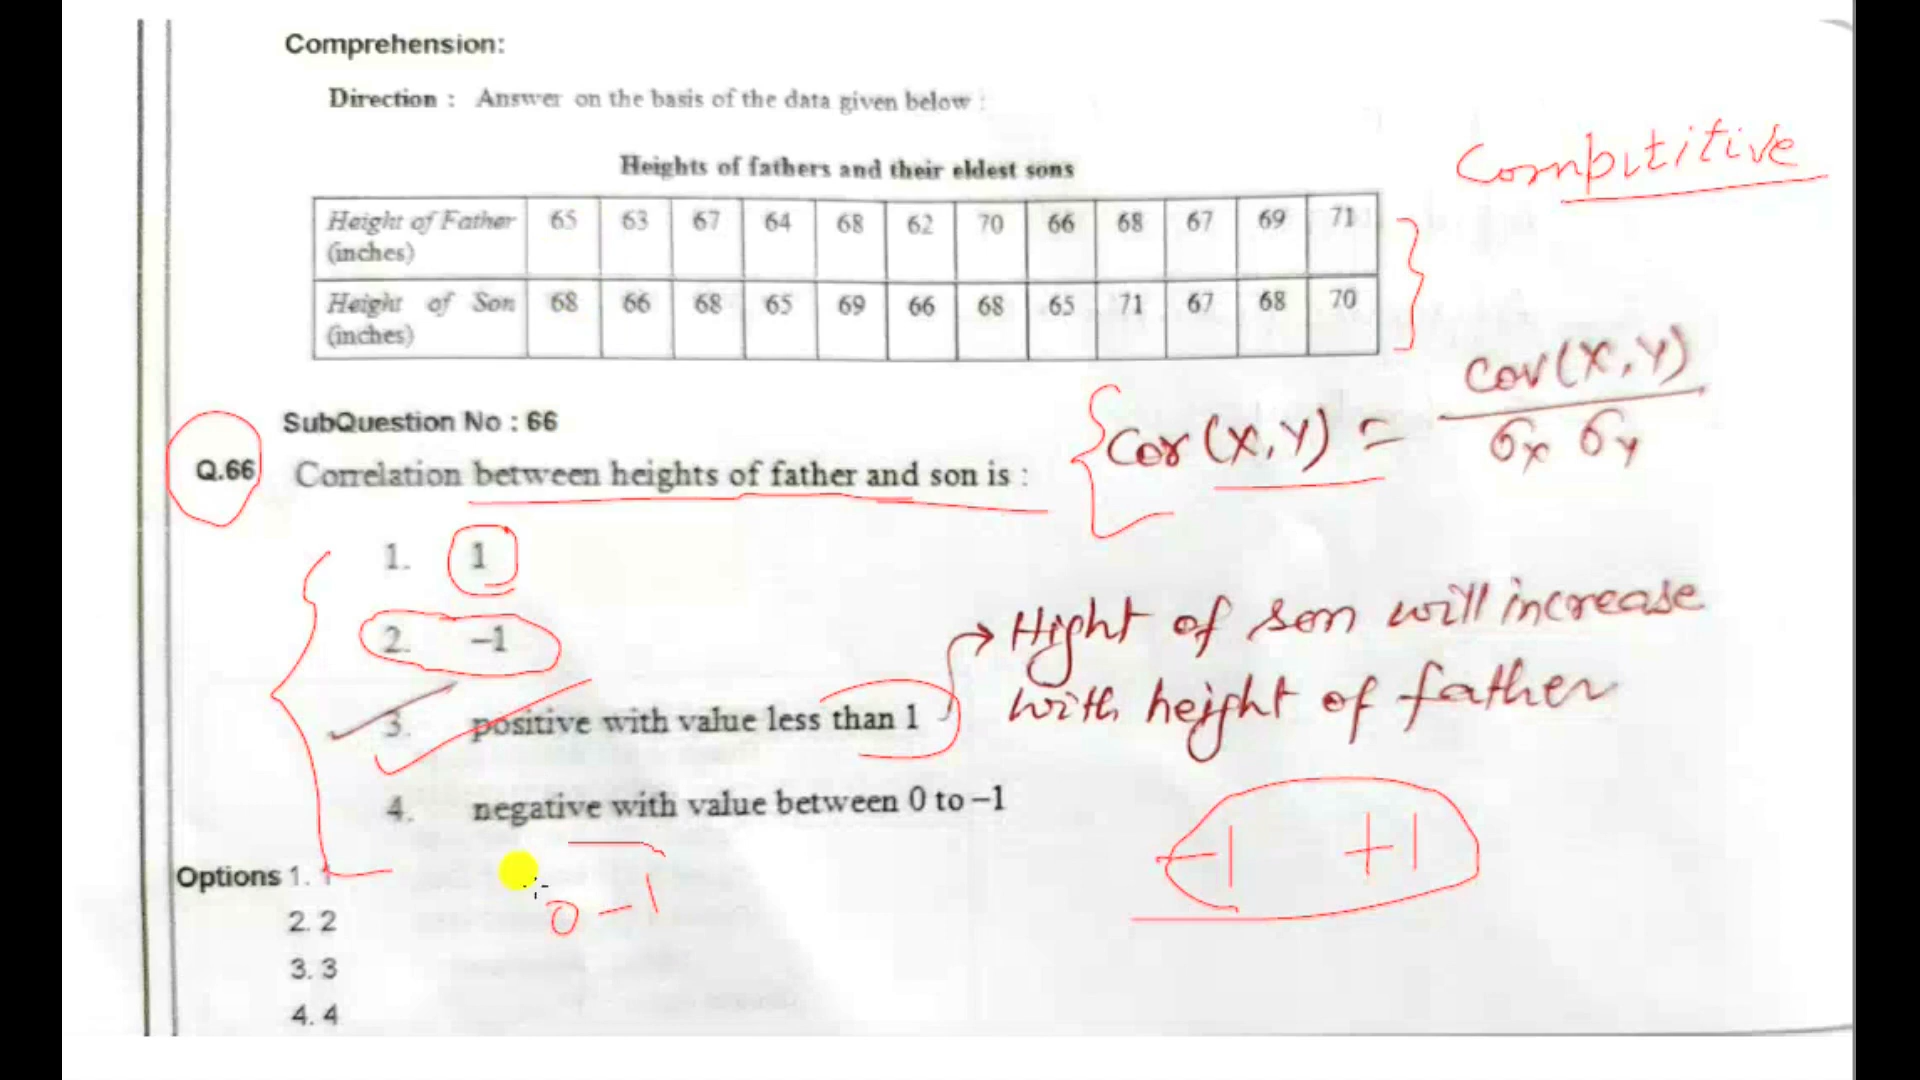 Comprehension:
Direction : Answer on the basis of the data given below :
Computitive
Heights of fathers and their eldest sons
Height of Father (inches) 65 63 67 64 68 62 70 66 68 67 69 71
Height of Son (inches) 68 66 68 65 69 66 68 65 71 67 68 70
SubQuestion No : 66
Cor (X,Y) = Cov(X,Y) / σx σy
Q.66 Correlation between heights of father and son is :
1. 1
2. –1
3. positive with value less than 1
→ Hight of son will increase
with height of father
4. negative with value between 0 to –1
-1 +1
0 – 1
Options 1. 1
2. 2
3. 3
4. 4